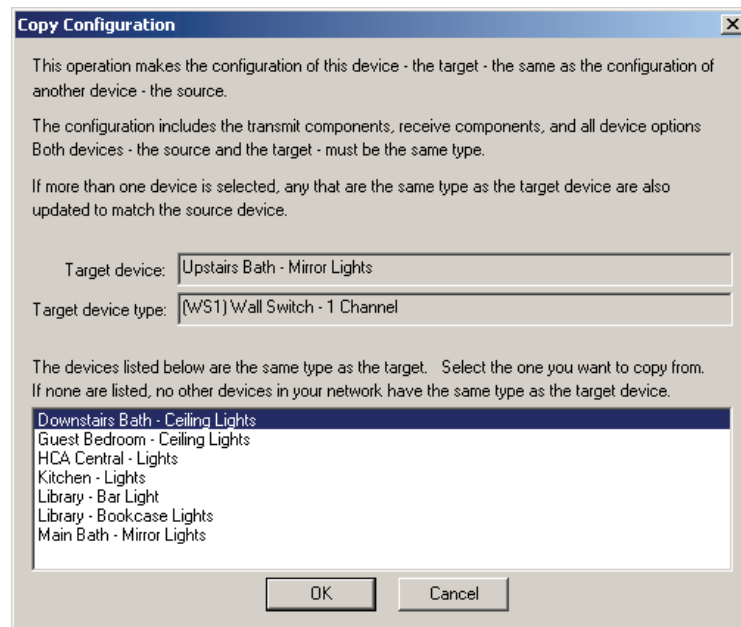 Copy Configuration
This operation makes the configuration of this device - the target - the same as the configuration of
another device - the source.
The configuration includes the transmit components, receive components, and all device options
Both devices - the source and the target - must be the same type.
If more than one device is selected, any that are the same type as the target device are also
updated to match the source device.
Target device: Upstairs Bath - Mirror Lights
Target device type: (WS1) Wall Switch - 1 Channel
The devices listed below are the same type as the target.   Select the one you want to copy from.
If none are listed, no other devices in your network have the same type as the target device.
Downstairs Bath - Ceiling Lights
Guest Bedroom - Ceiling Lights
HCA Central - Lights
Kitchen - Lights
Library - Bar Light
Library - Bookcase Lights
Main Bath - Mirror Lights
OK Cancel